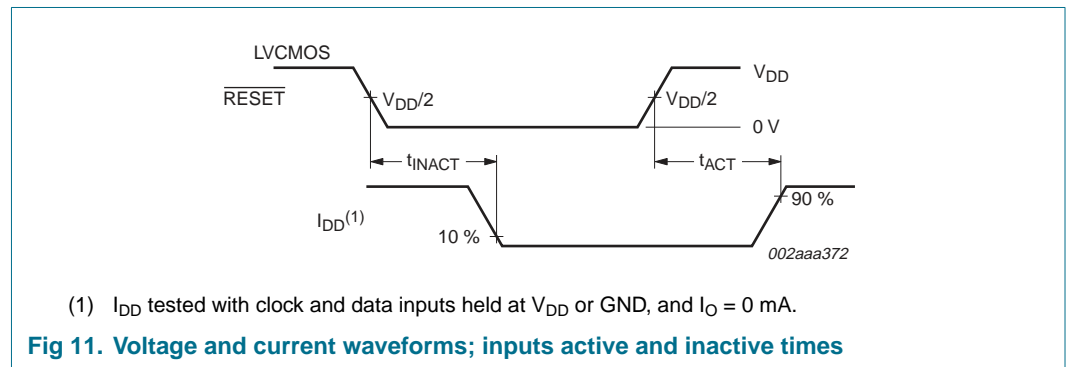 LVCMOS
RESET
VDD/2
VDD/2
VDD
0 V
tINACT
tACT
IDD(1)
10 %
90 %
002aaa372
(1) IDD tested with clock and data inputs held at VDD or GND, and IO = 0 mA.
Fig 11. Voltage and current waveforms; inputs active and inactive times